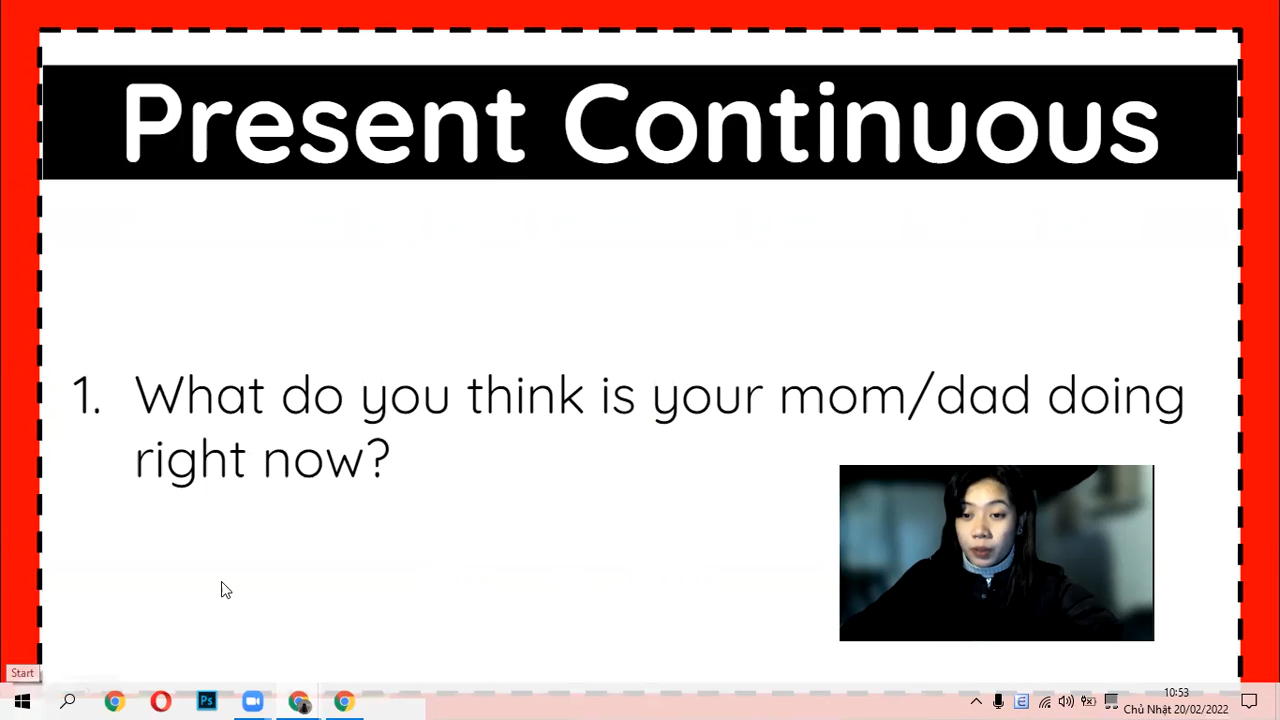 Present Continuous
1. What do you think is your mom/dad doing
right now?
Start
Ps
10:53
Chủ Nhật 20/02/2022